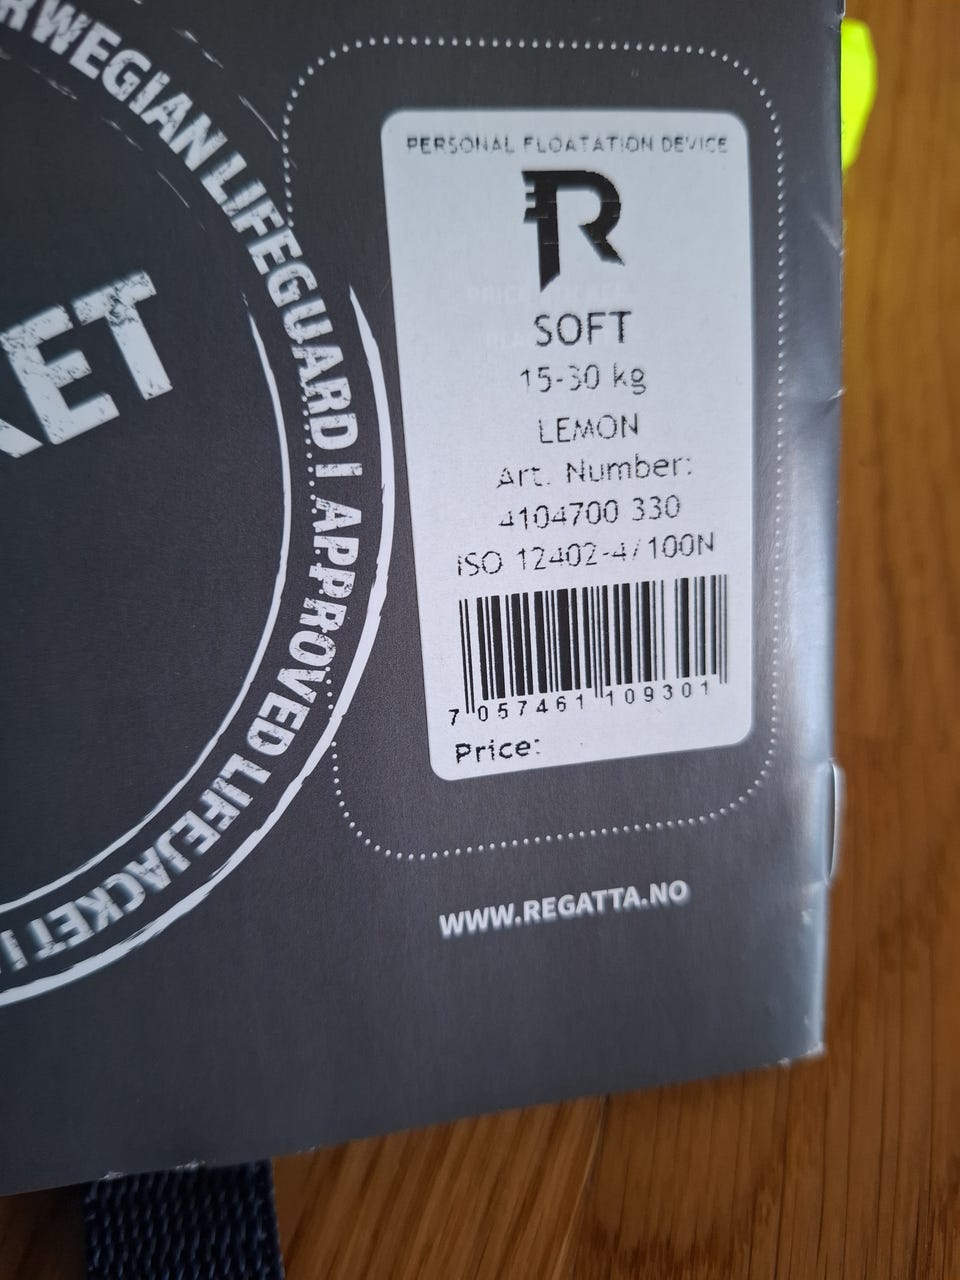 RWEGIAN LIFEGUARD | APPROVED LIFEJACKET |
KET
PERSONAL FLOATATION DEVICE
R
SOFT
15-30 kg
LEMON
Art. Number:
4104700 330
ISO 12402-4/100N
7 057461 109301
Price:
WWW.REGATTA.NO